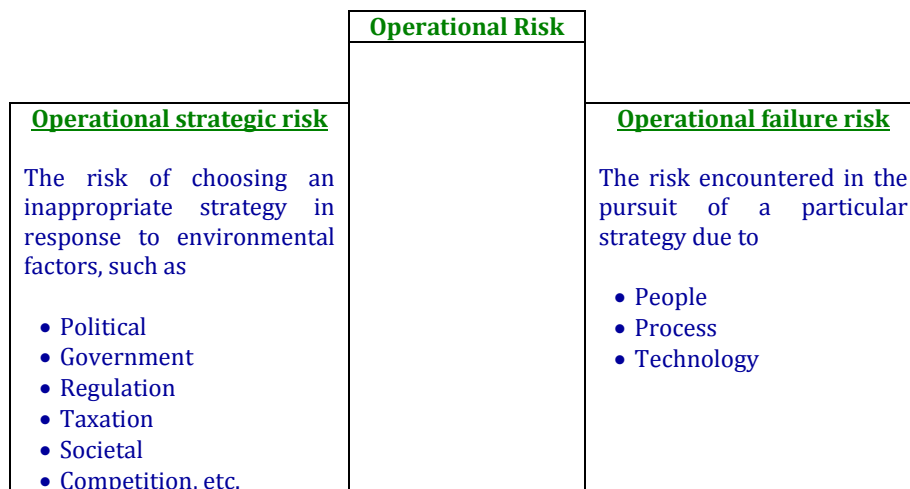 Operational Risk
Operational strategic risk
The risk of choosing an
inappropriate strategy in
response to environmental
factors, such as
• Political
• Government
• Regulation
• Taxation
• Societal
• Competition, etc.
Operational failure risk
The risk encountered in the
pursuit of a particular
strategy due to
• People
• Process
• Technology